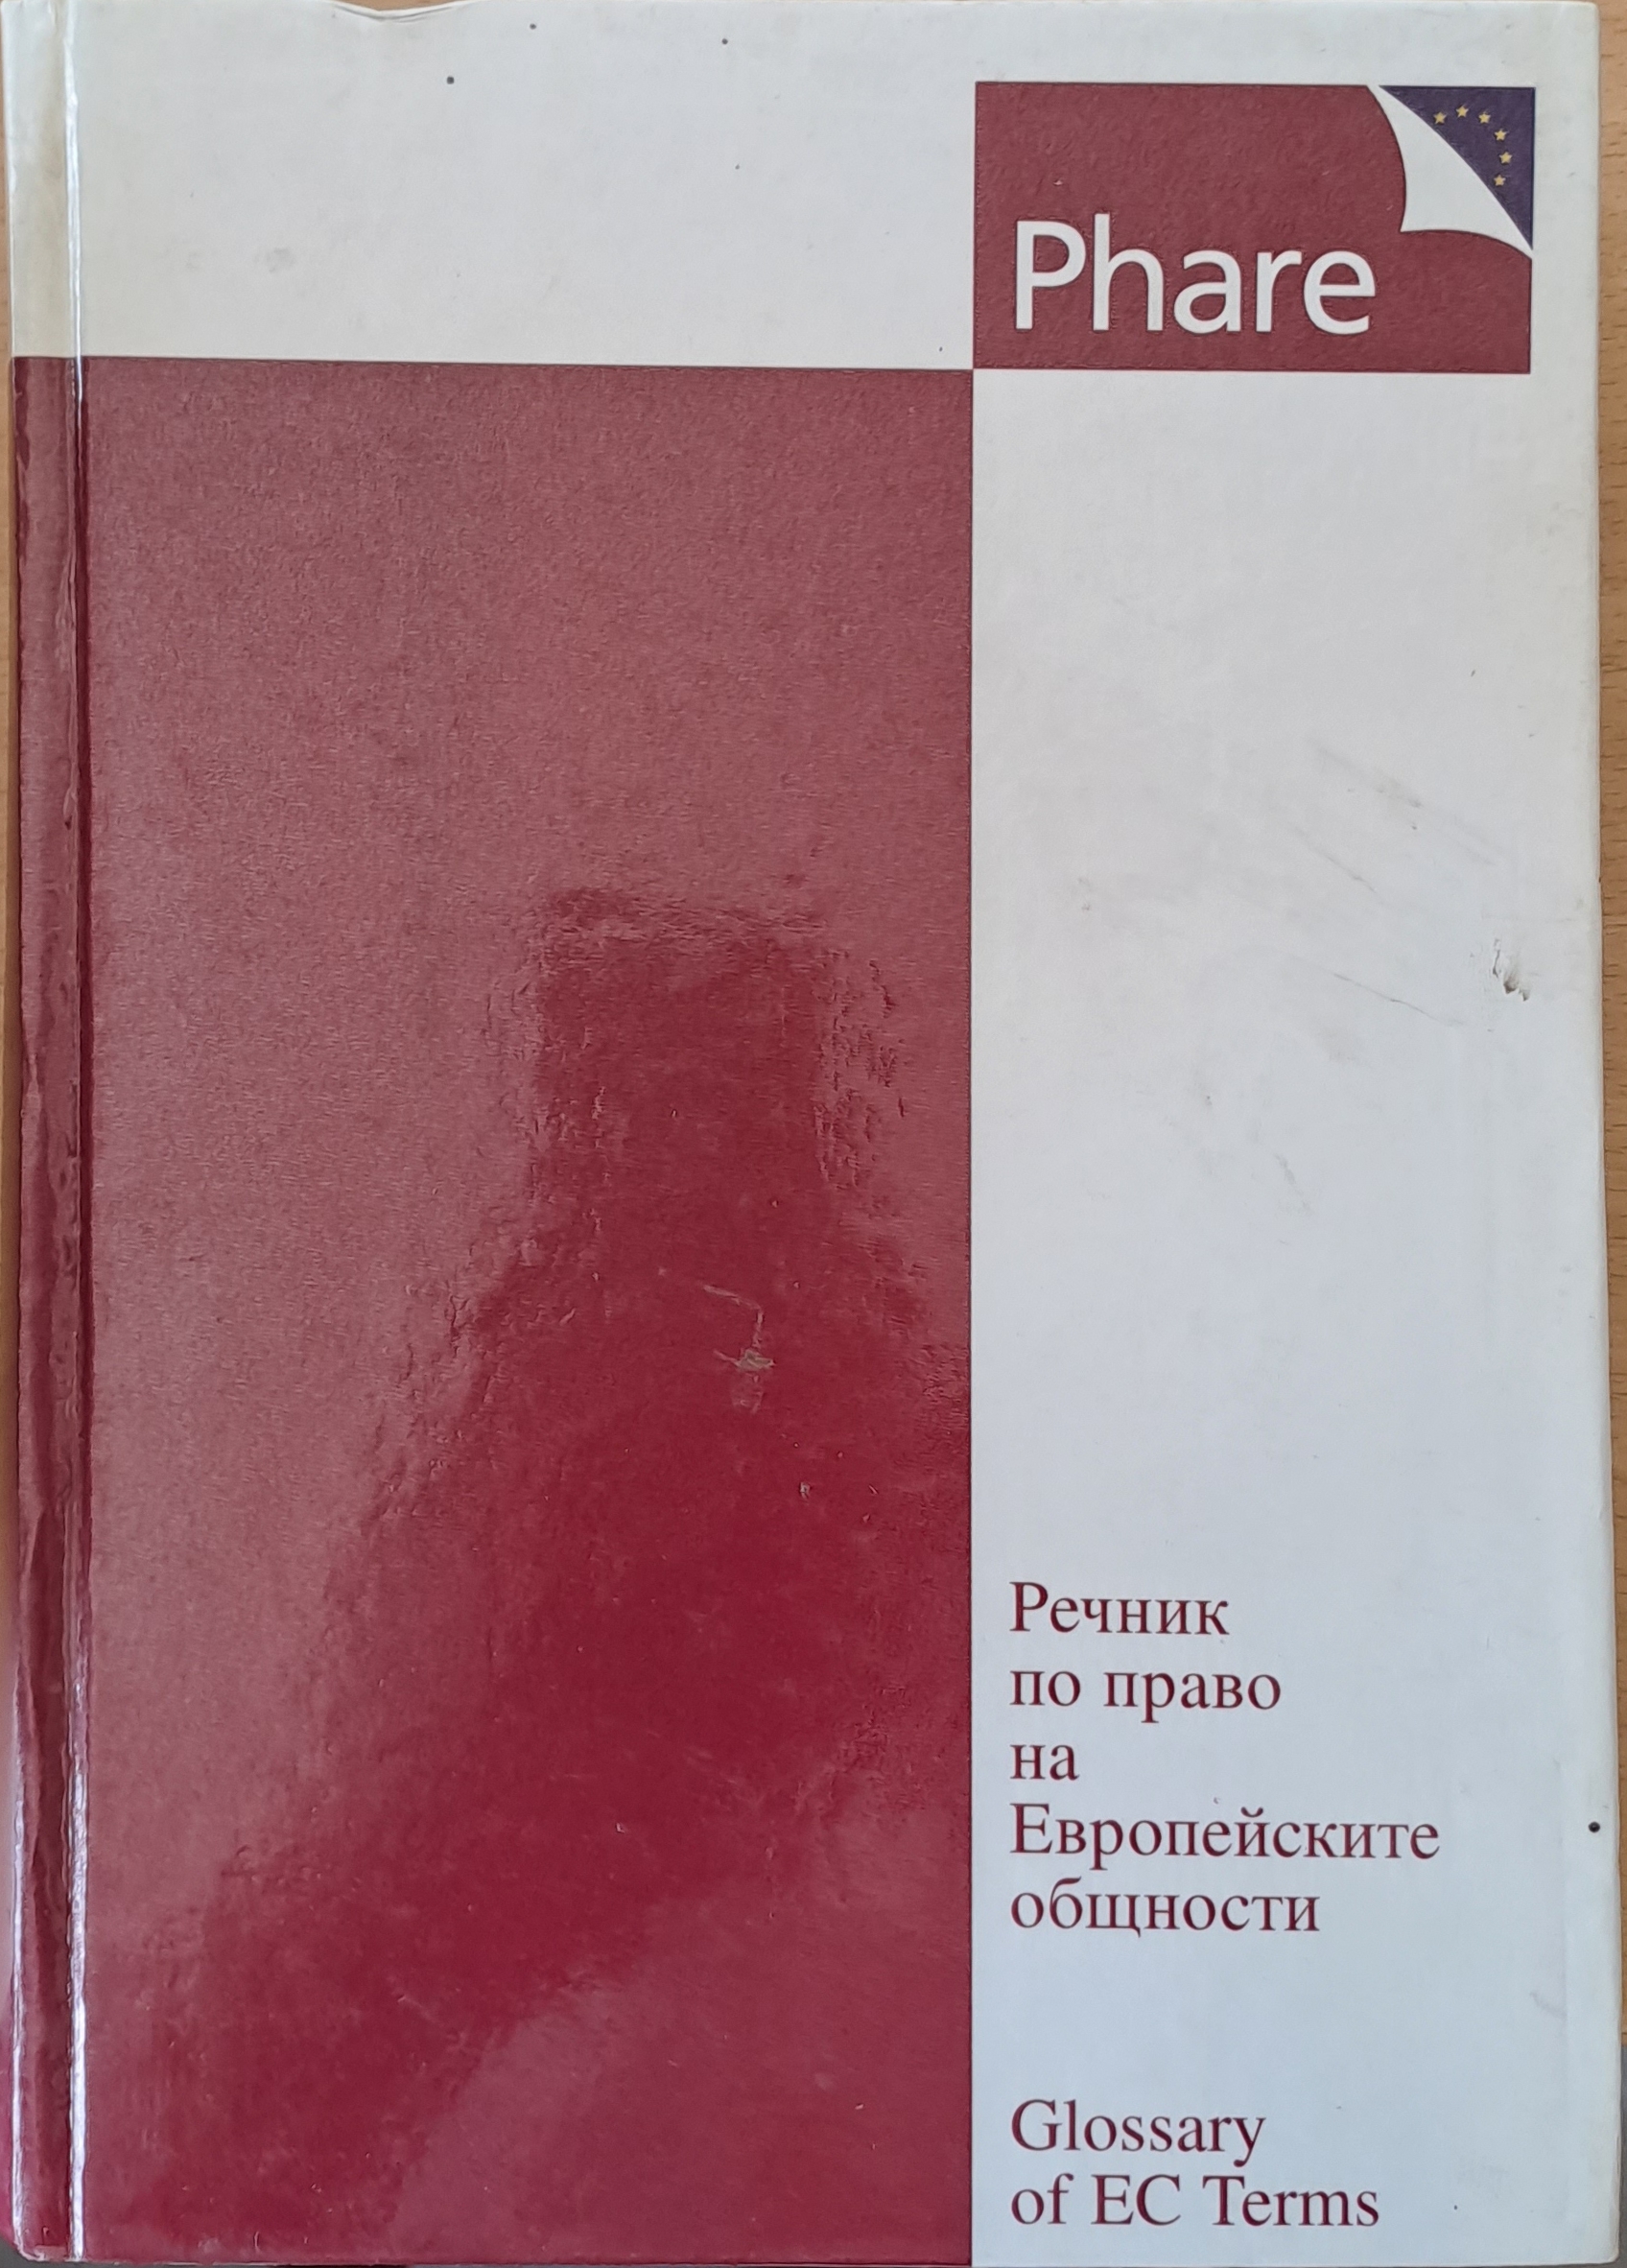 Phare
Речник
по право
на
Европейските
общности
Glossary
of EC Terms